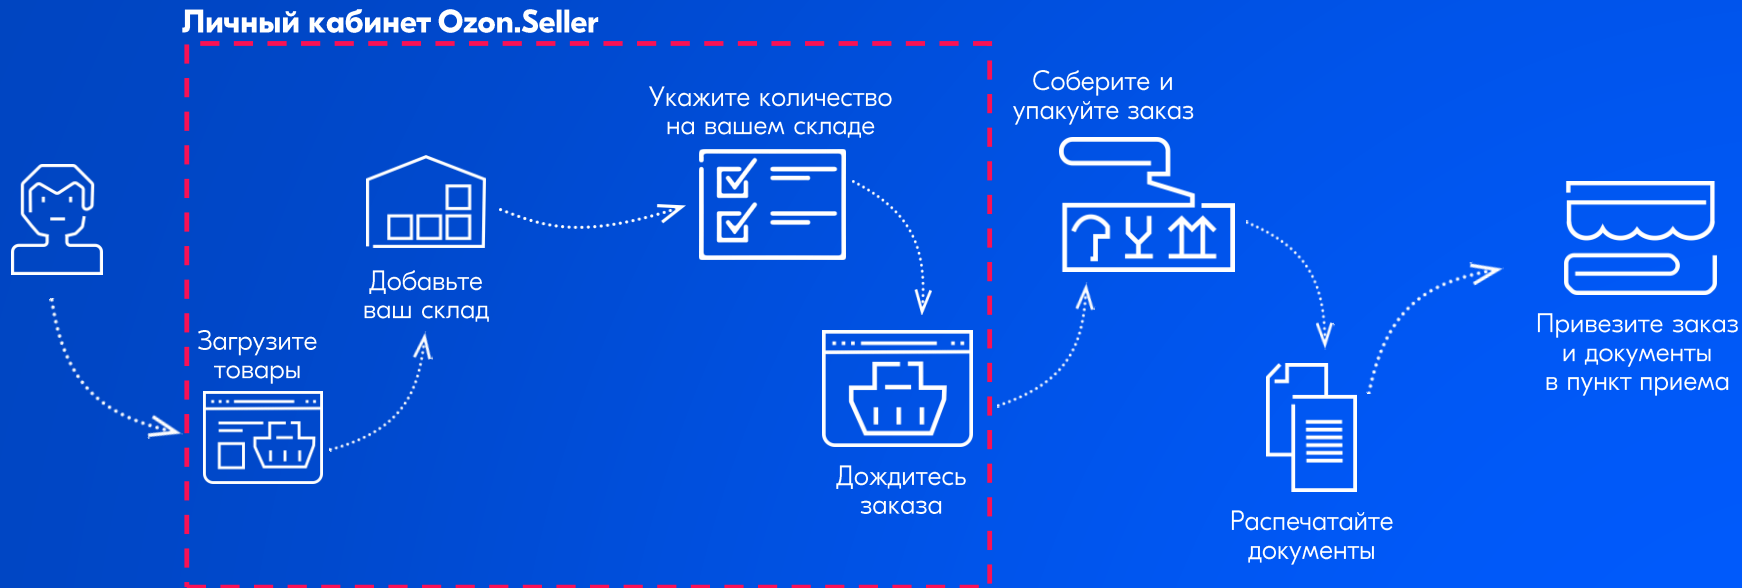 Личный кабинет Ozon.Seller
Загрузите
товары
Добавьте
ваш склад
Укажите количество
на вашем складе
Дождитесь
заказа
Соберите и
упакуйте заказ
Распечатайте
документы
Привезите заказ
и документы
в пункт приема